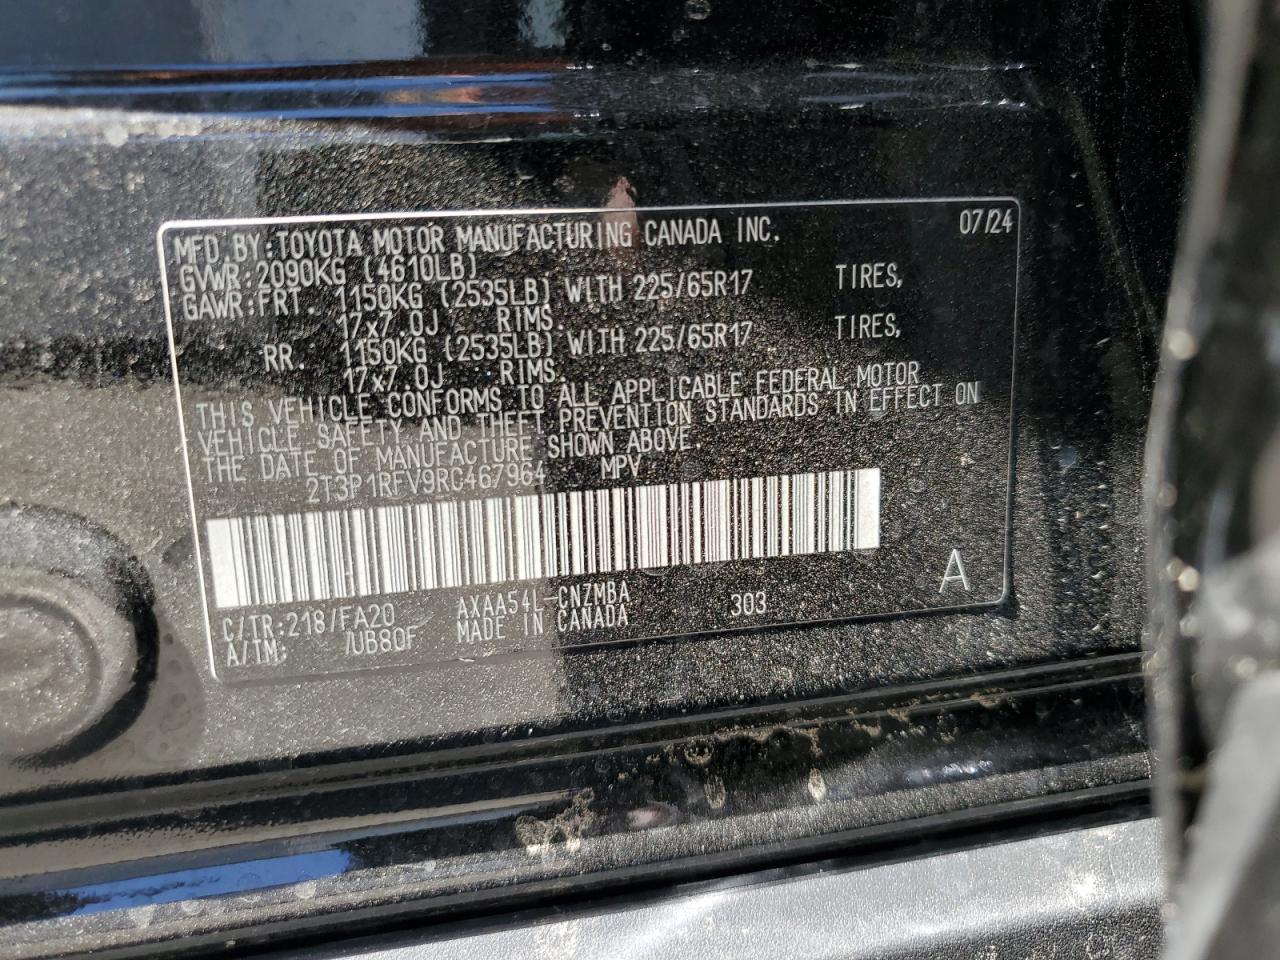 MFD.BY:TOYOTA MOTOR MANUFACTURING CANADA INC. 07/24
GVWR:2090KG (4610LB)
GAWR:FRT. 1150KG (2535LB) WITH 225/65R17 TIRES,
17x7.0J RIMS.
RR. 1150KG (2535LB) WITH 225/65R17 TIRES,
17x7.0J RIMS.
THIS VEHICLE CONFORMS TO ALL APPLICABLE FEDERAL MOTOR
VEHICLE SAFETY AND THEFT PREVENTION STANDARDS IN EFFECT ON
THE DATE OF MANUFACTURE SHOWN ABOVE.
2T3P1RFV9RC467964 MPV
A
C/TR:218/FA20 AXAA54L-CNZMBA 303
A/TM: /UB80F MADE IN CANADA